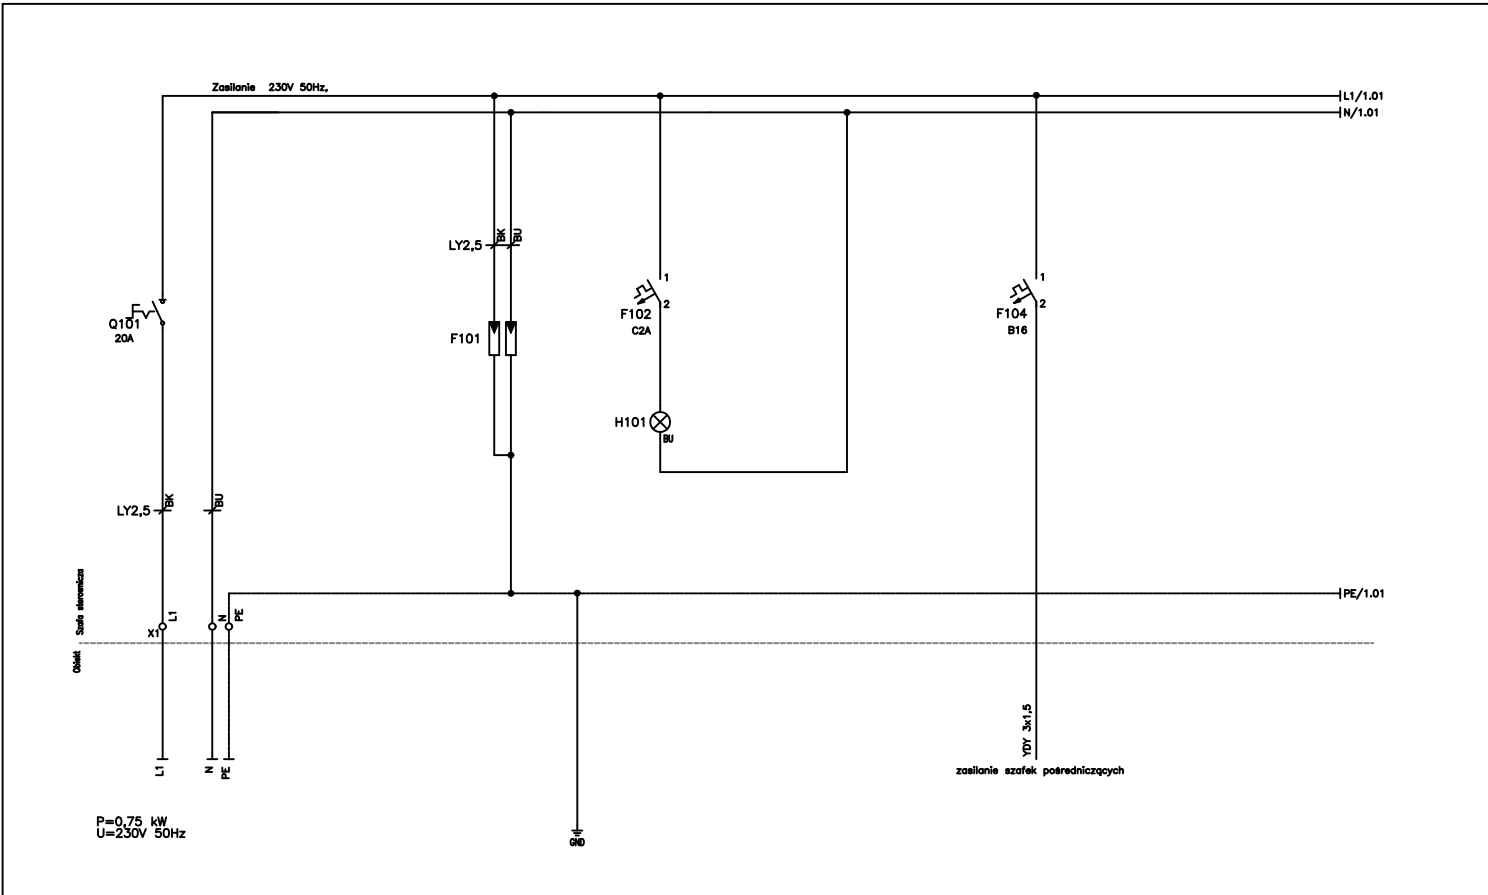 Zasilanie 230V 50Hz,
L1/1.01
N/1.01
LY2,5
BK
BU
Q101
20A
F101
1
2
F102
C2A
H101
BU
1
2
F104
B16
LY2,5
BK
BU
Szafa sterownicza
Obiekt
X1
L1
N
PE
PE/1.01
L1
N
PE
YDY 3x1,5
zasilanie szafek pośredniczących
GND
P=0,75 kW
U=230V 50Hz